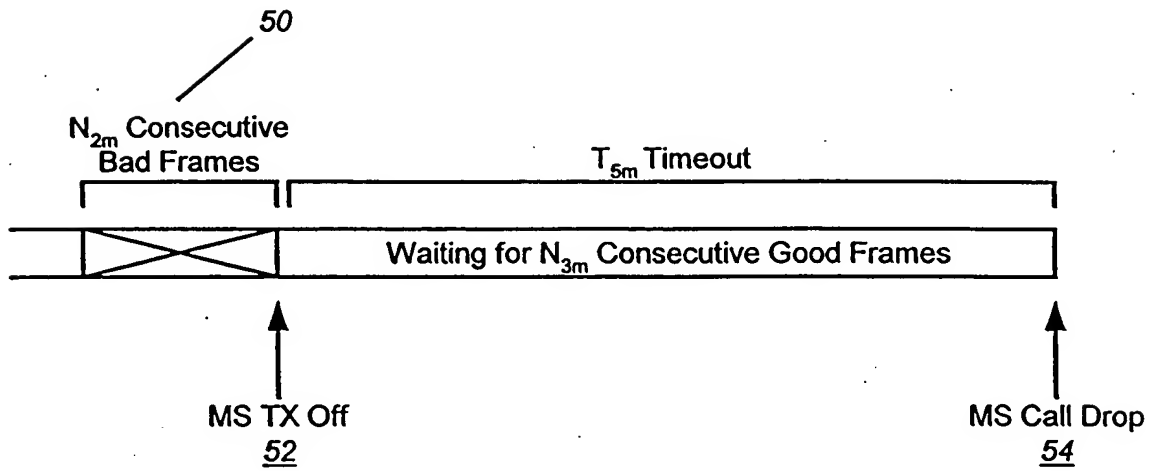 50
N2m Consecutive
Bad Frames
T5m Timeout
Waiting for N3m Consecutive Good Frames
MS TX Off
52
MS Call Drop
54